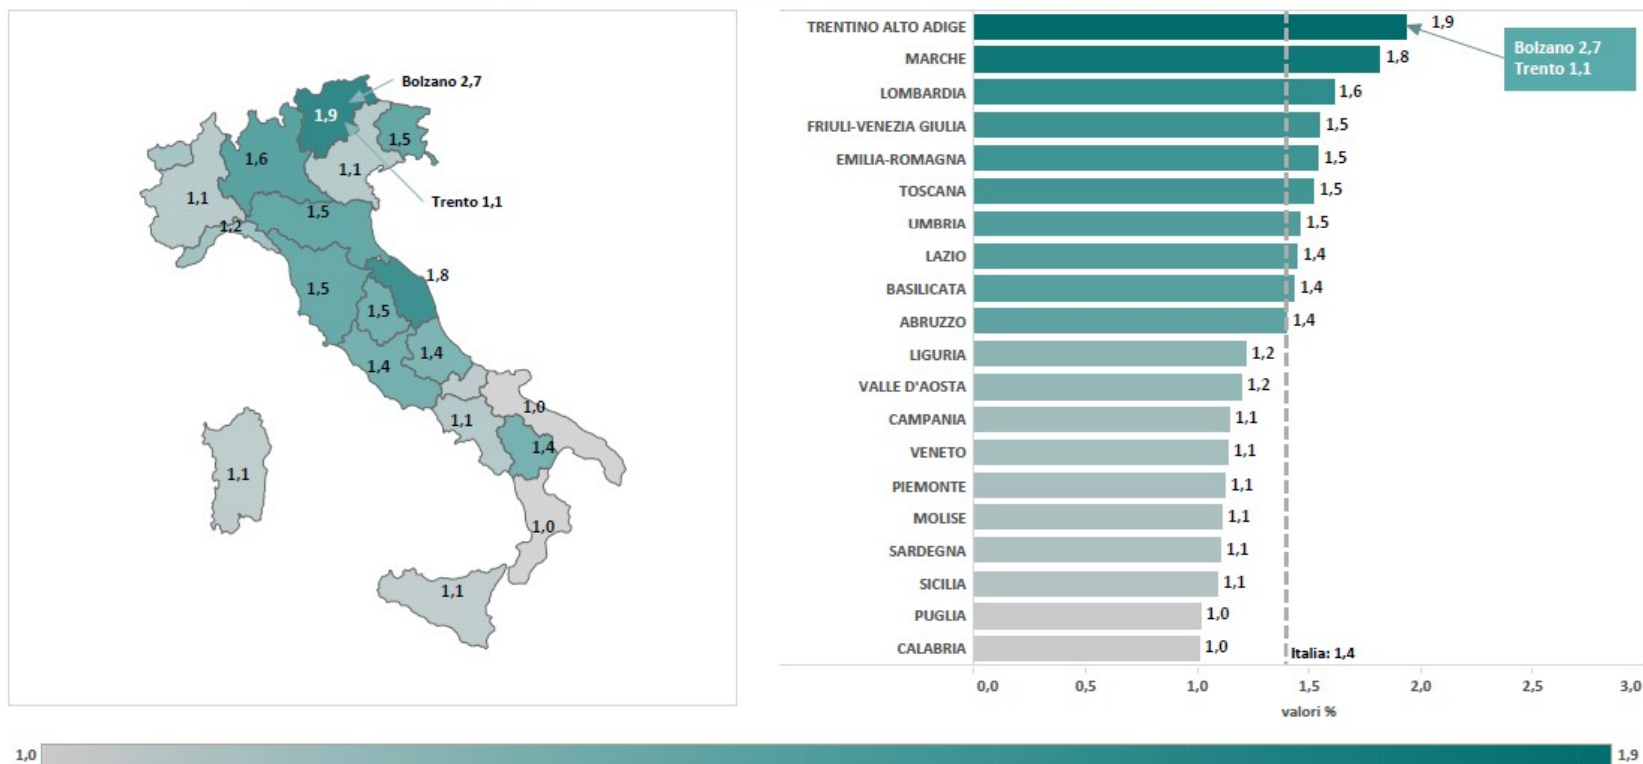 Bolzano 2,7
1,9
1,5
1,6
1,1
1,1
Trento 1,1
1,5
1,2
1,8
1,5
1,5
1,4
1,4
1,0
1,1
1,4
1,1
1,0
1,1
TRENTINO ALTO ADIGE 1,9
Bolzano 2,7
Trento 1,1
MARCHE 1,8
LOMBARDIA 1,6
FRIULI-VENEZIA GIULIA 1,5
EMILIA-ROMAGNA 1,5
TOSCANA 1,5
UMBRIA 1,5
LAZIO 1,4
BASILICATA 1,4
ABRUZZO 1,4
LIGURIA 1,2
VALLE D'AOSTA 1,2
CAMPANIA 1,1
VENETO 1,1
PIEMONTE 1,1
MOLISE 1,1
SARDEGNA 1,1
SICILIA 1,1
PUGLIA 1,0
CALABRIA 1,0
Italia: 1,4
0,0 0,5 1,0 1,5 2,0 2,5 3,0
valori %
1,0 1,9